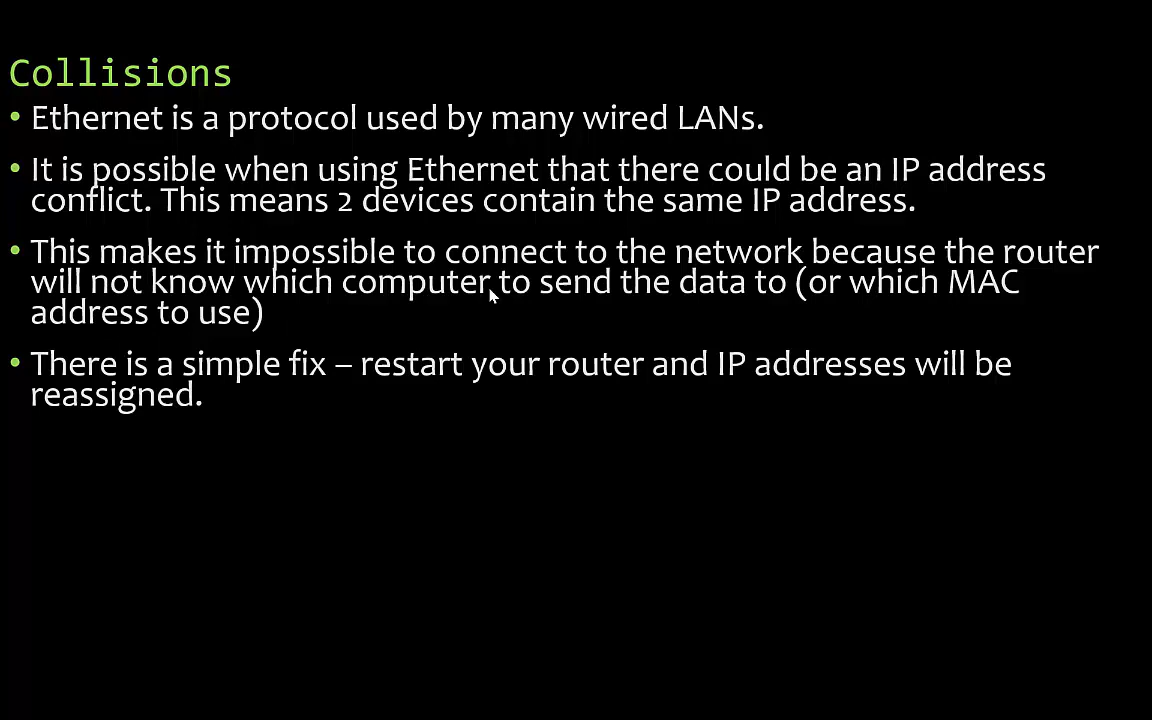 Collisions
• Ethernet is a protocol used by many wired LANs.
• It is possible when using Ethernet that there could be an IP address
conflict. This means 2 devices contain the same IP address.
• This makes it impossible to connect to the network because the router
will not know which computer to send the data to (or which MAC
address to use)
• There is a simple fix – restart your router and IP addresses will be
reassigned.